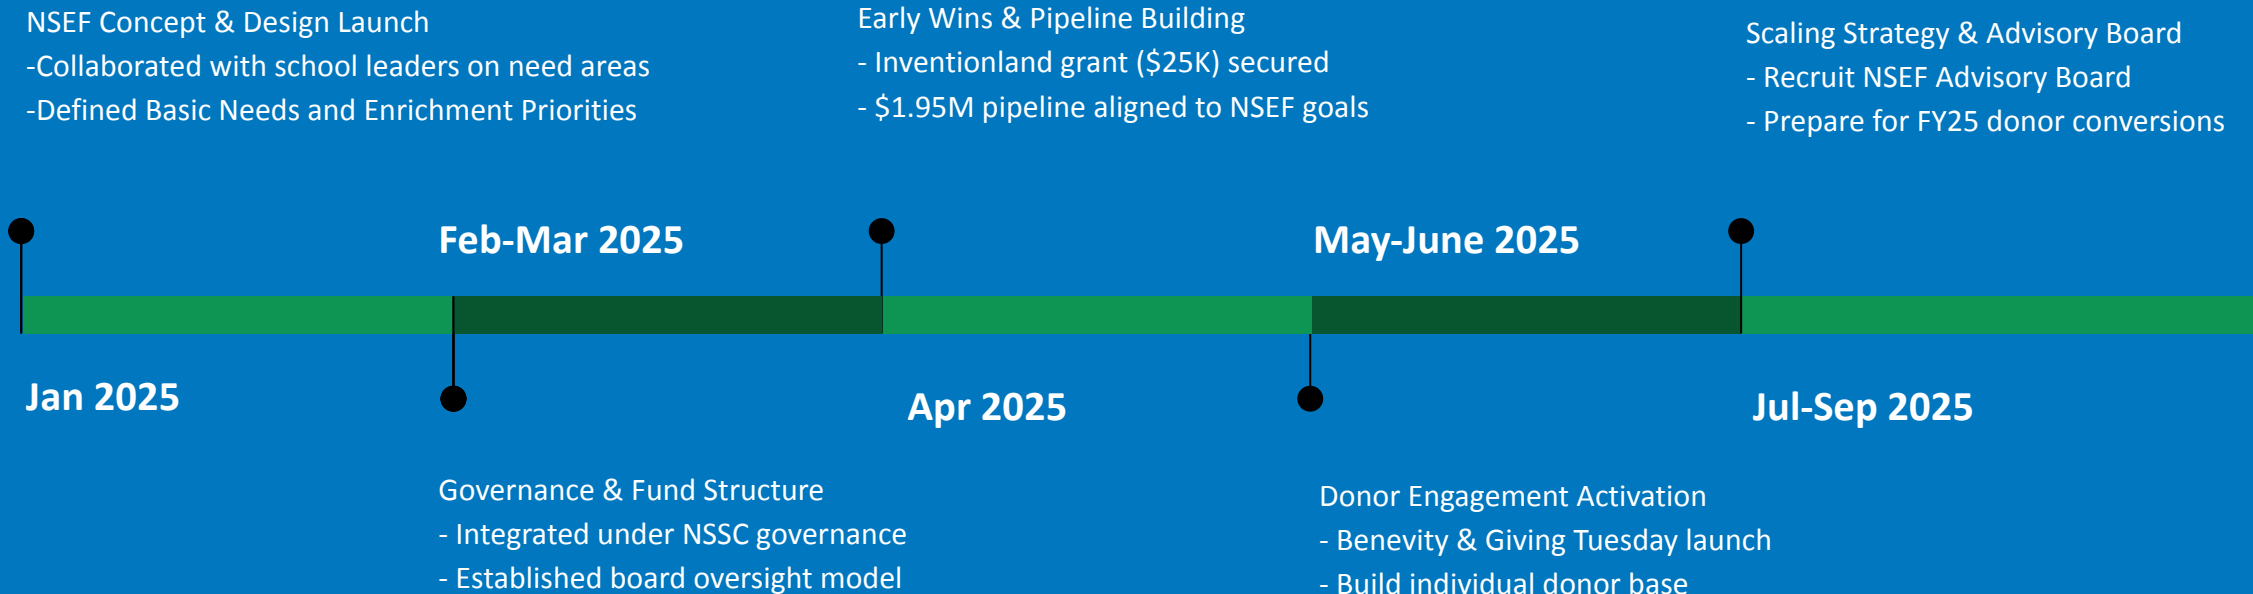 NSEF Concept & Design Launch
-Collaborated with school leaders on need areas
-Defined Basic Needs and Enrichment Priorities
Early Wins & Pipeline Building
- Inventionland grant ($25K) secured
- $1.95M pipeline aligned to NSEF goals
Scaling Strategy & Advisory Board
- Recruit NSEF Advisory Board
- Prepare for FY25 donor conversions
Feb-Mar 2025
May-June 2025
Jan 2025
Apr 2025
Jul-Sep 2025
Governance & Fund Structure
- Integrated under NSSC governance
- Established board oversight model
Donor Engagement Activation
- Benevity & Giving Tuesday launch
- Build individual donor base